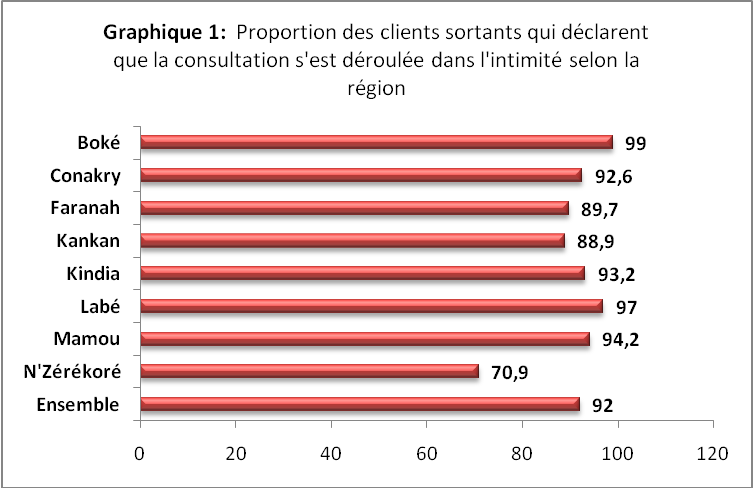 Graphique 1: Proportion des clients sortants qui déclarent
que la consultation s'est déroulée dans l'intimité selon la
région
Boké 99
Conakry 92,6
Faranah 89,7
Kankan 88,9
Kindia 93,2
Labé 97
Mamou 94,2
N'Zérékoré 70,9
Ensemble 92
0 20 40 60 80 100 120